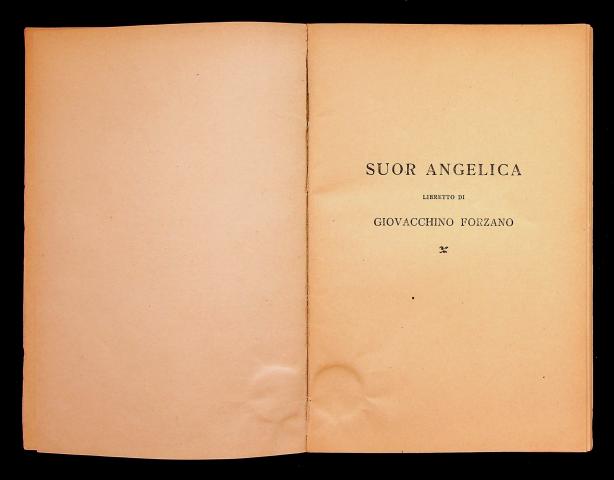 SUOR ANGELICA
LIBRETTO DI
GIOVACCHINO FORZANO